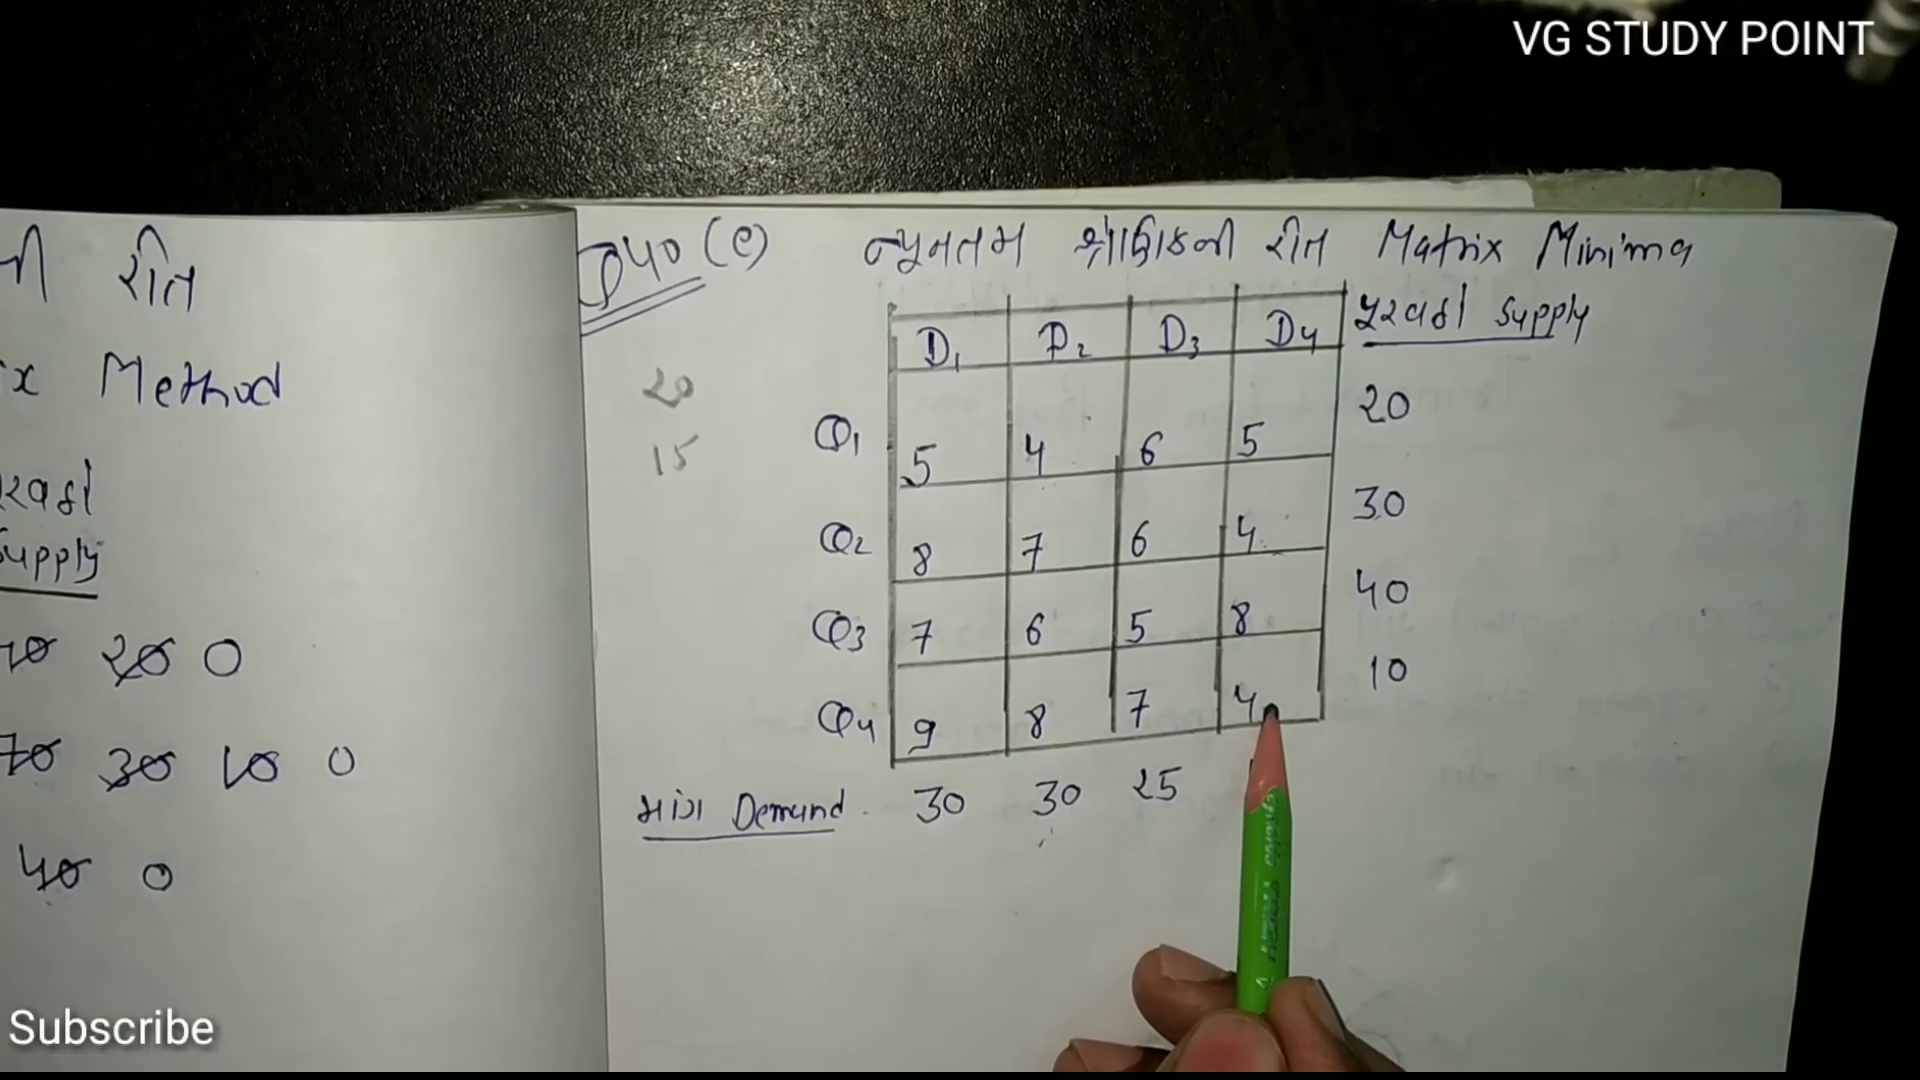 VG STUDY POINT
ની રીત
x Method
રવઠો
Supply
20 0
70 30 10 0
40 0
ન્યુનતમ શ્રેણિકની રીત Matrix Minima
D1 D2 D3 D4 પુરવઠો Supply
20
15
O1 5 4 6 5 20
O2 8 7 6 4 30
O3 7 6 5 8 40
O4 9 8 7 4 10
માંગ Demand 30 30 25
Subscribe